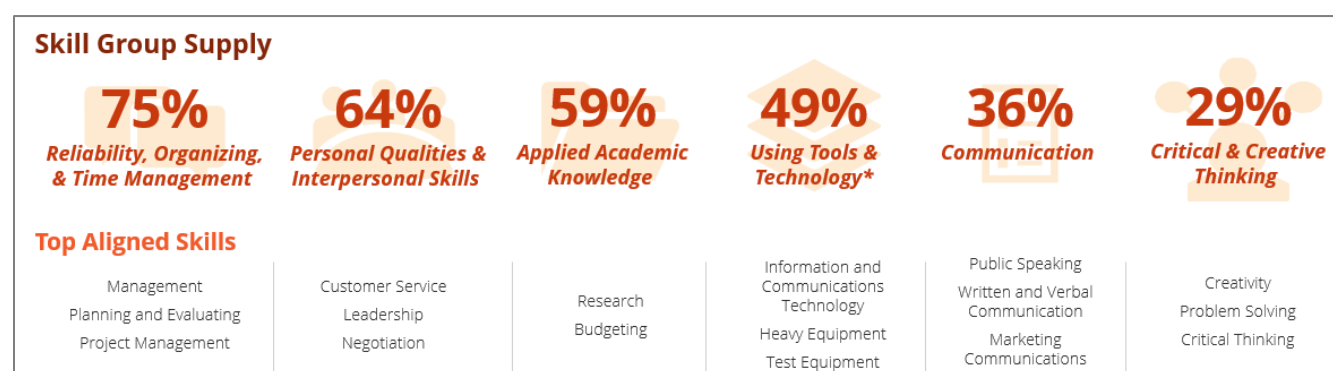 Skill Group Supply
75%
Reliability, Organizing,
& Time Management
64%
Personal Qualities &
Interpersonal Skills
59%
Applied Academic
Knowledge
49%
Using Tools &
Technology*
36%
Communication
29%
Critical & Creative
Thinking
Top Aligned Skills
Management
Planning and Evaluating
Project Management
Customer Service
Leadership
Negotiation
Research
Budgeting
Information and
Communications
Technology
Heavy Equipment
Test Equipment
Public Speaking
Written and Verbal
Communication
Marketing
Communications
Creativity
Problem Solving
Critical Thinking